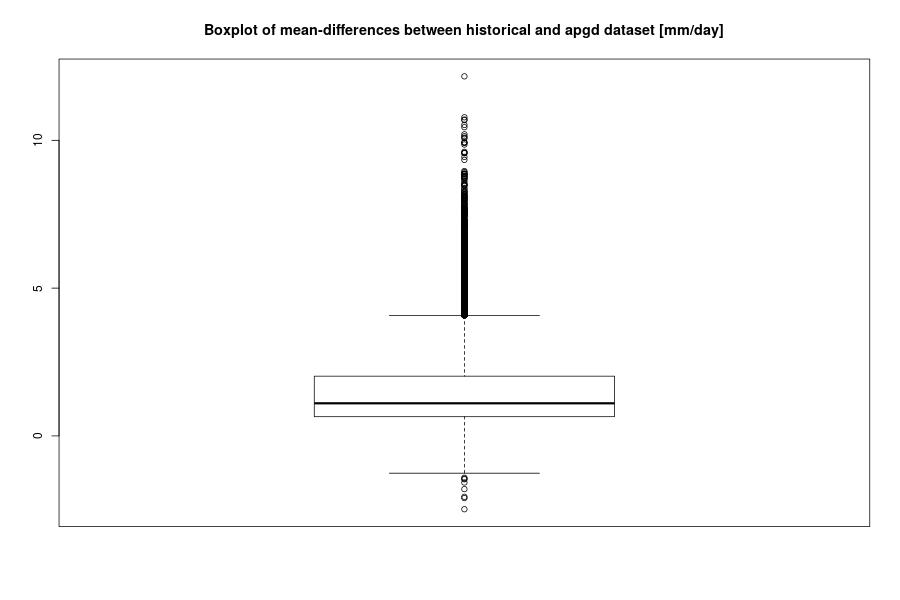 Boxplot of mean-differences between historical and apgd dataset [mm/day]
10
5
0